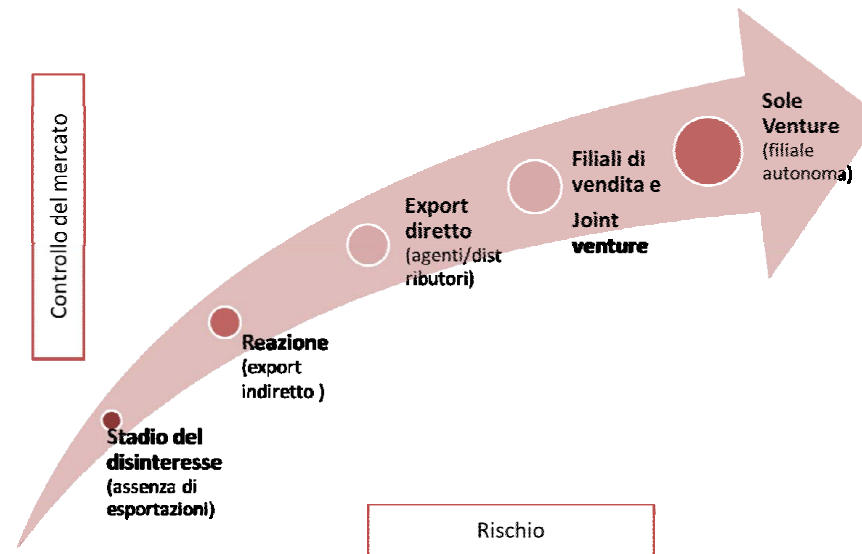 Controllo del mercato
Sole
Venture
(filiale
autonoma)
Filiali di
vendita e
Joint
venture
Export
diretto
(agenti/dist
ributori)
Reazione
(export
indiretto )
Stadio del
disinteresse
(assenza di
esportazioni)
Rischio